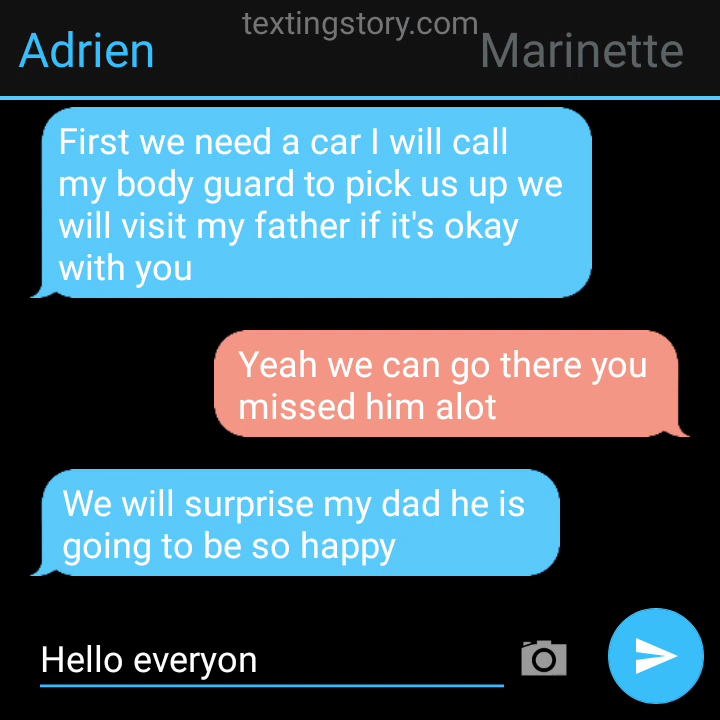 textingstory.com
Adrien
Marinette
First we need a car I will call
my body guard to pick us up we
will visit my father if it's okay
with you
Yeah we can go there you
missed him alot
We will surprise my dad he is
going to be so happy
Hello everyon